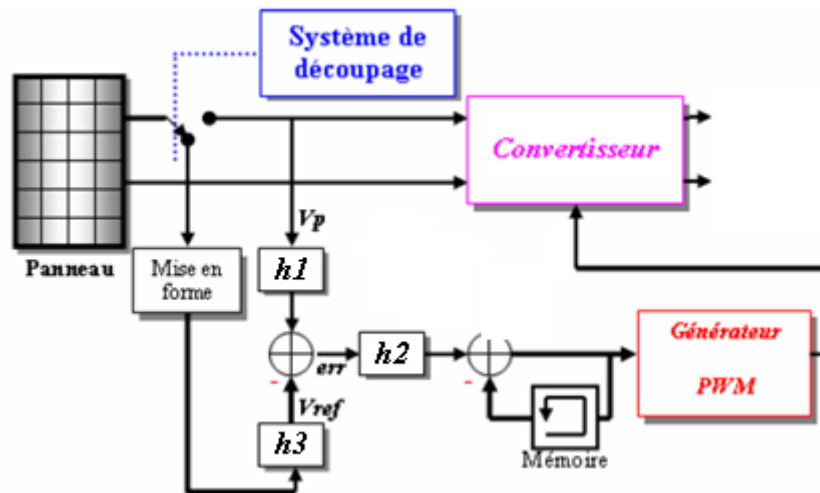 Système de
découpage
Convertisseur
Panneau
Vp
Mise en
forme
h1
err
h2
Vref
h3
-
-
Mémoire
Générateur
PWM